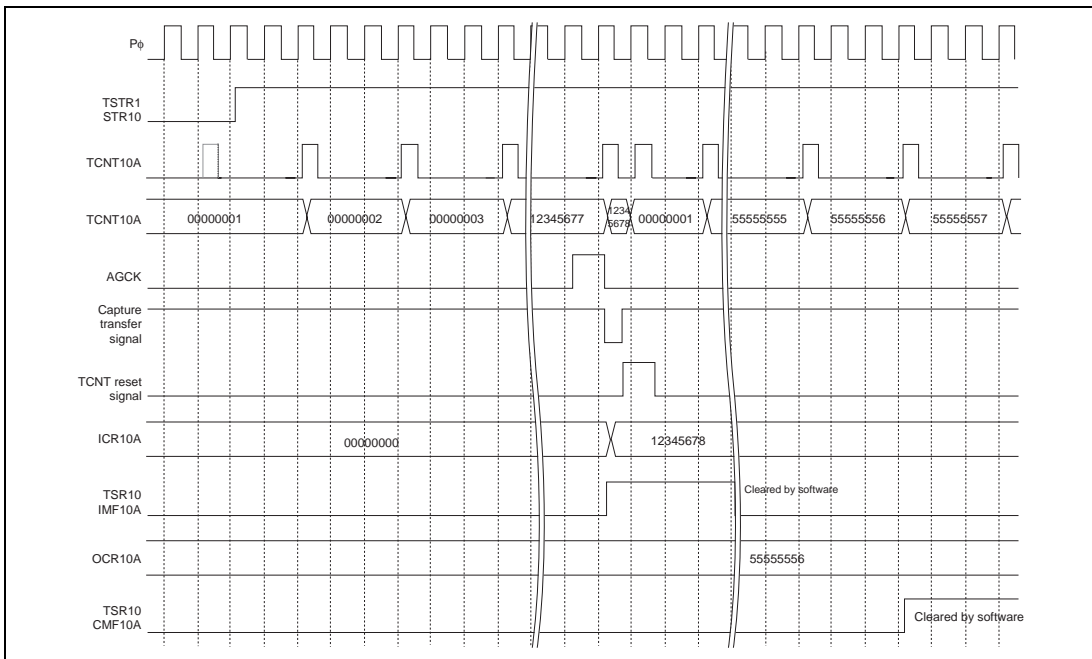 Pφ
TSTR1
STR10
TCNT10A
TCNT10A
00000001
00000002
00000003
12345677
1234
5678
00000001
55555555
55555556
55555557
AGCK
Capture
transfer
signal
TCNT reset
signal
ICR10A
00000000
12345678
TSR10
IMF10A
Cleared by software
OCR10A
55555556
TSR10
CMF10A
Cleared by software